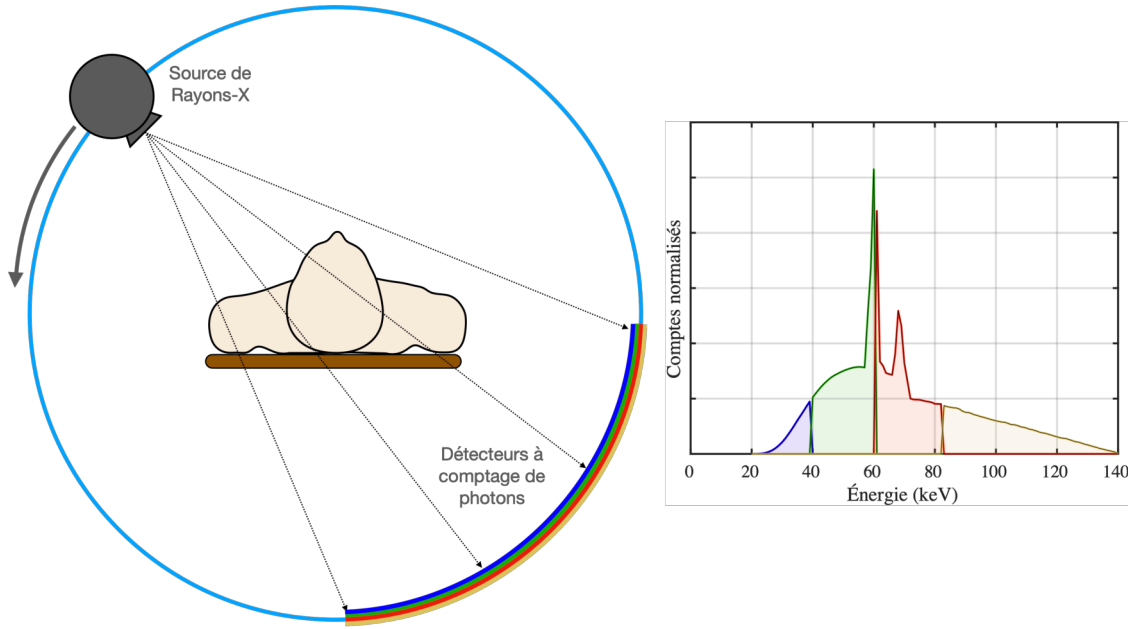 Source de
Rayons-X
Détecteurs à
comptage de
photons
Comptes normalisés
0 20 40 60 80 100 120 140
Énergie (keV)